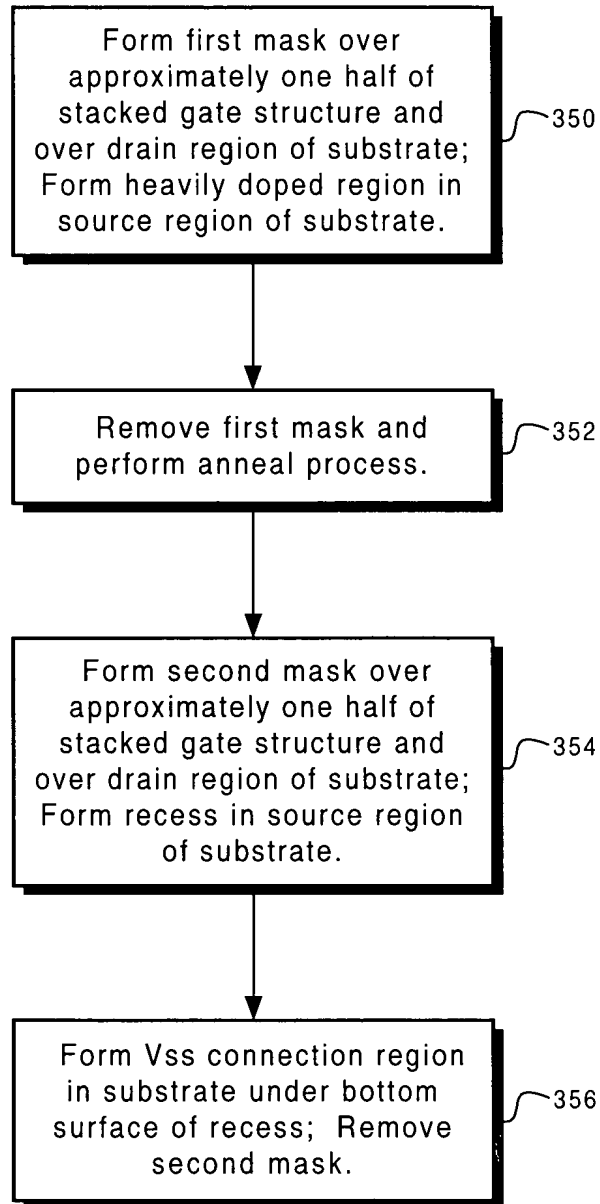 Form first mask over
approximately one half of
stacked gate structure and
over drain region of substrate;
Form heavily doped region in
source region of substrate.
350
Remove first mask and
perform anneal process.
352
Form second mask over
approximately one half of
stacked gate structure and
over drain region of substrate;
Form recess in source region
of substrate.
354
Form Vss connection region
in substrate under bottom
surface of recess; Remove
second mask.
356